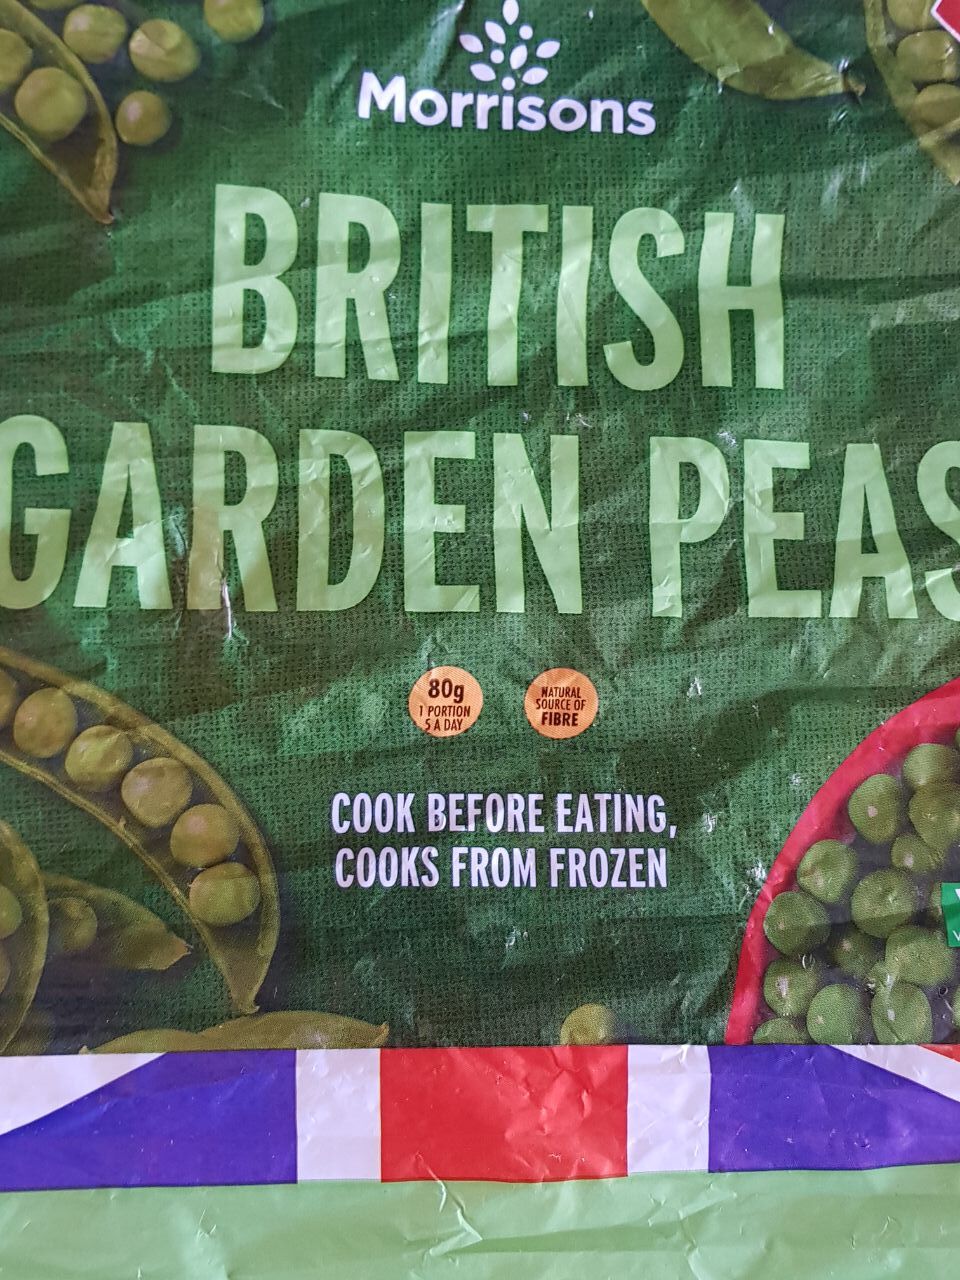 Morrisons
BRITISH
GARDEN PEAS
80g
1 PORTION
5 A DAY
NATURAL
SOURCE OF
FIBRE
COOK BEFORE EATING,
COOKS FROM FROZEN